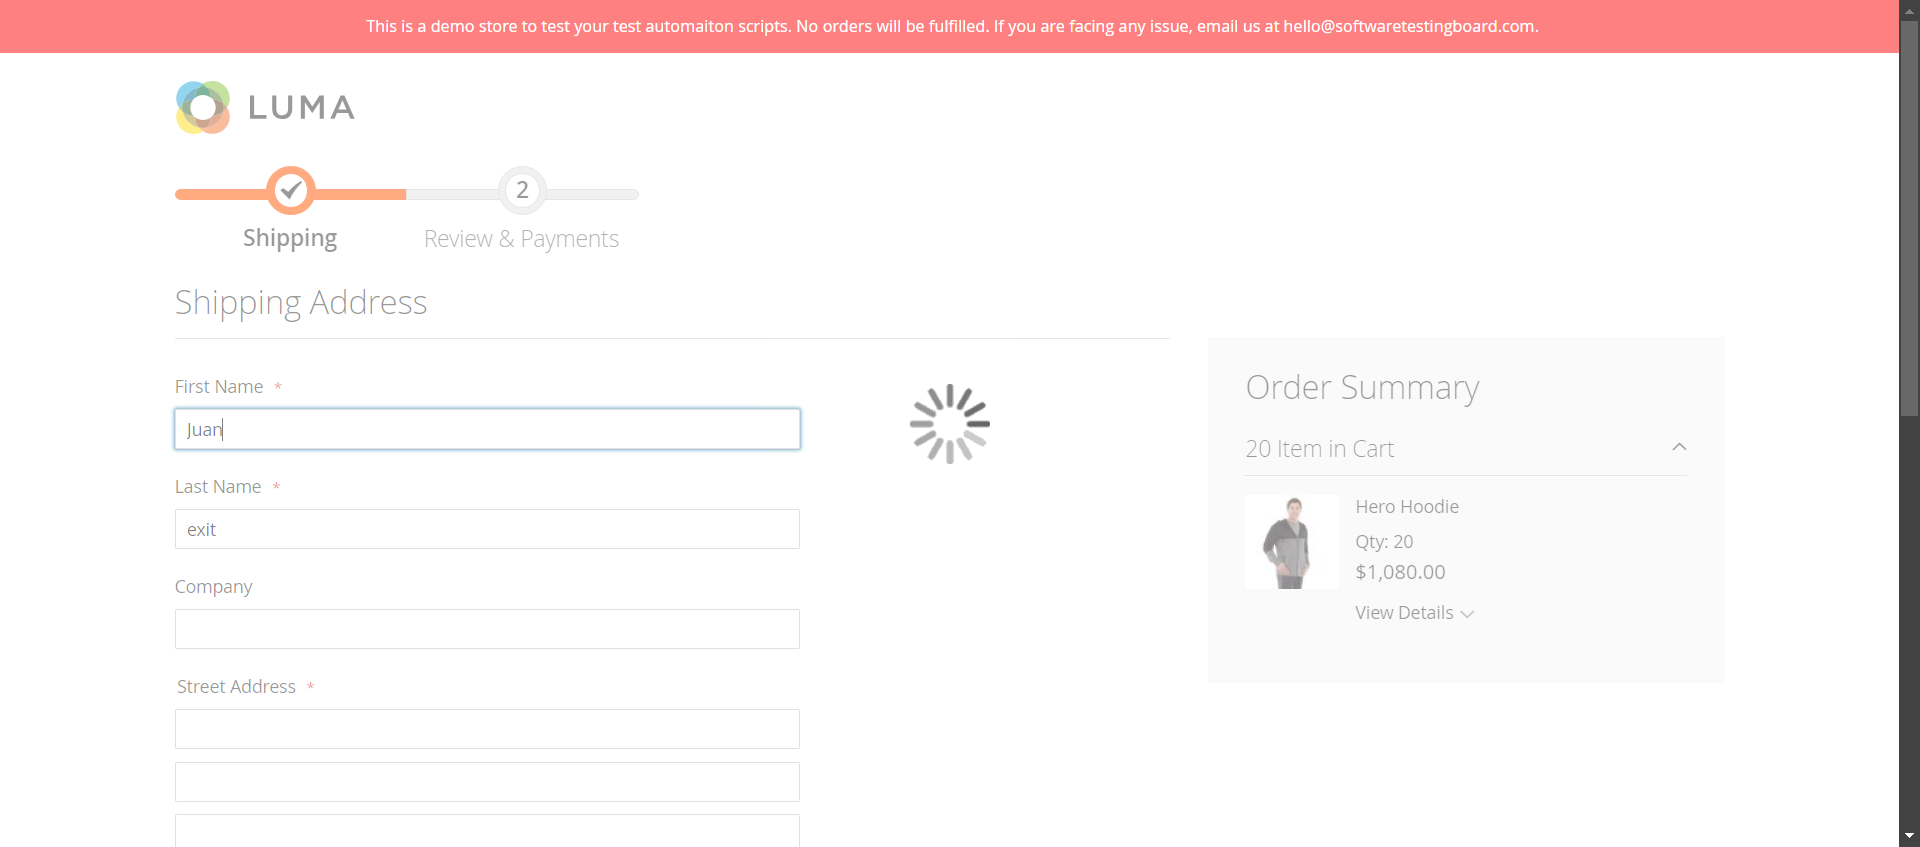 This is a demo store to test your test automaiton scripts. No orders will be fulfilled. If you are facing any issue, email us at hello@softwaretestingboard.com.
LUMA
2
Shipping
Review & Payments
Shipping Address
First Name *
Juan
Last Name *
exit
Company
Street Address *
Order Summary
20 Item in Cart
Hero Hoodie
Qty: 20
$1,080.00
View Details